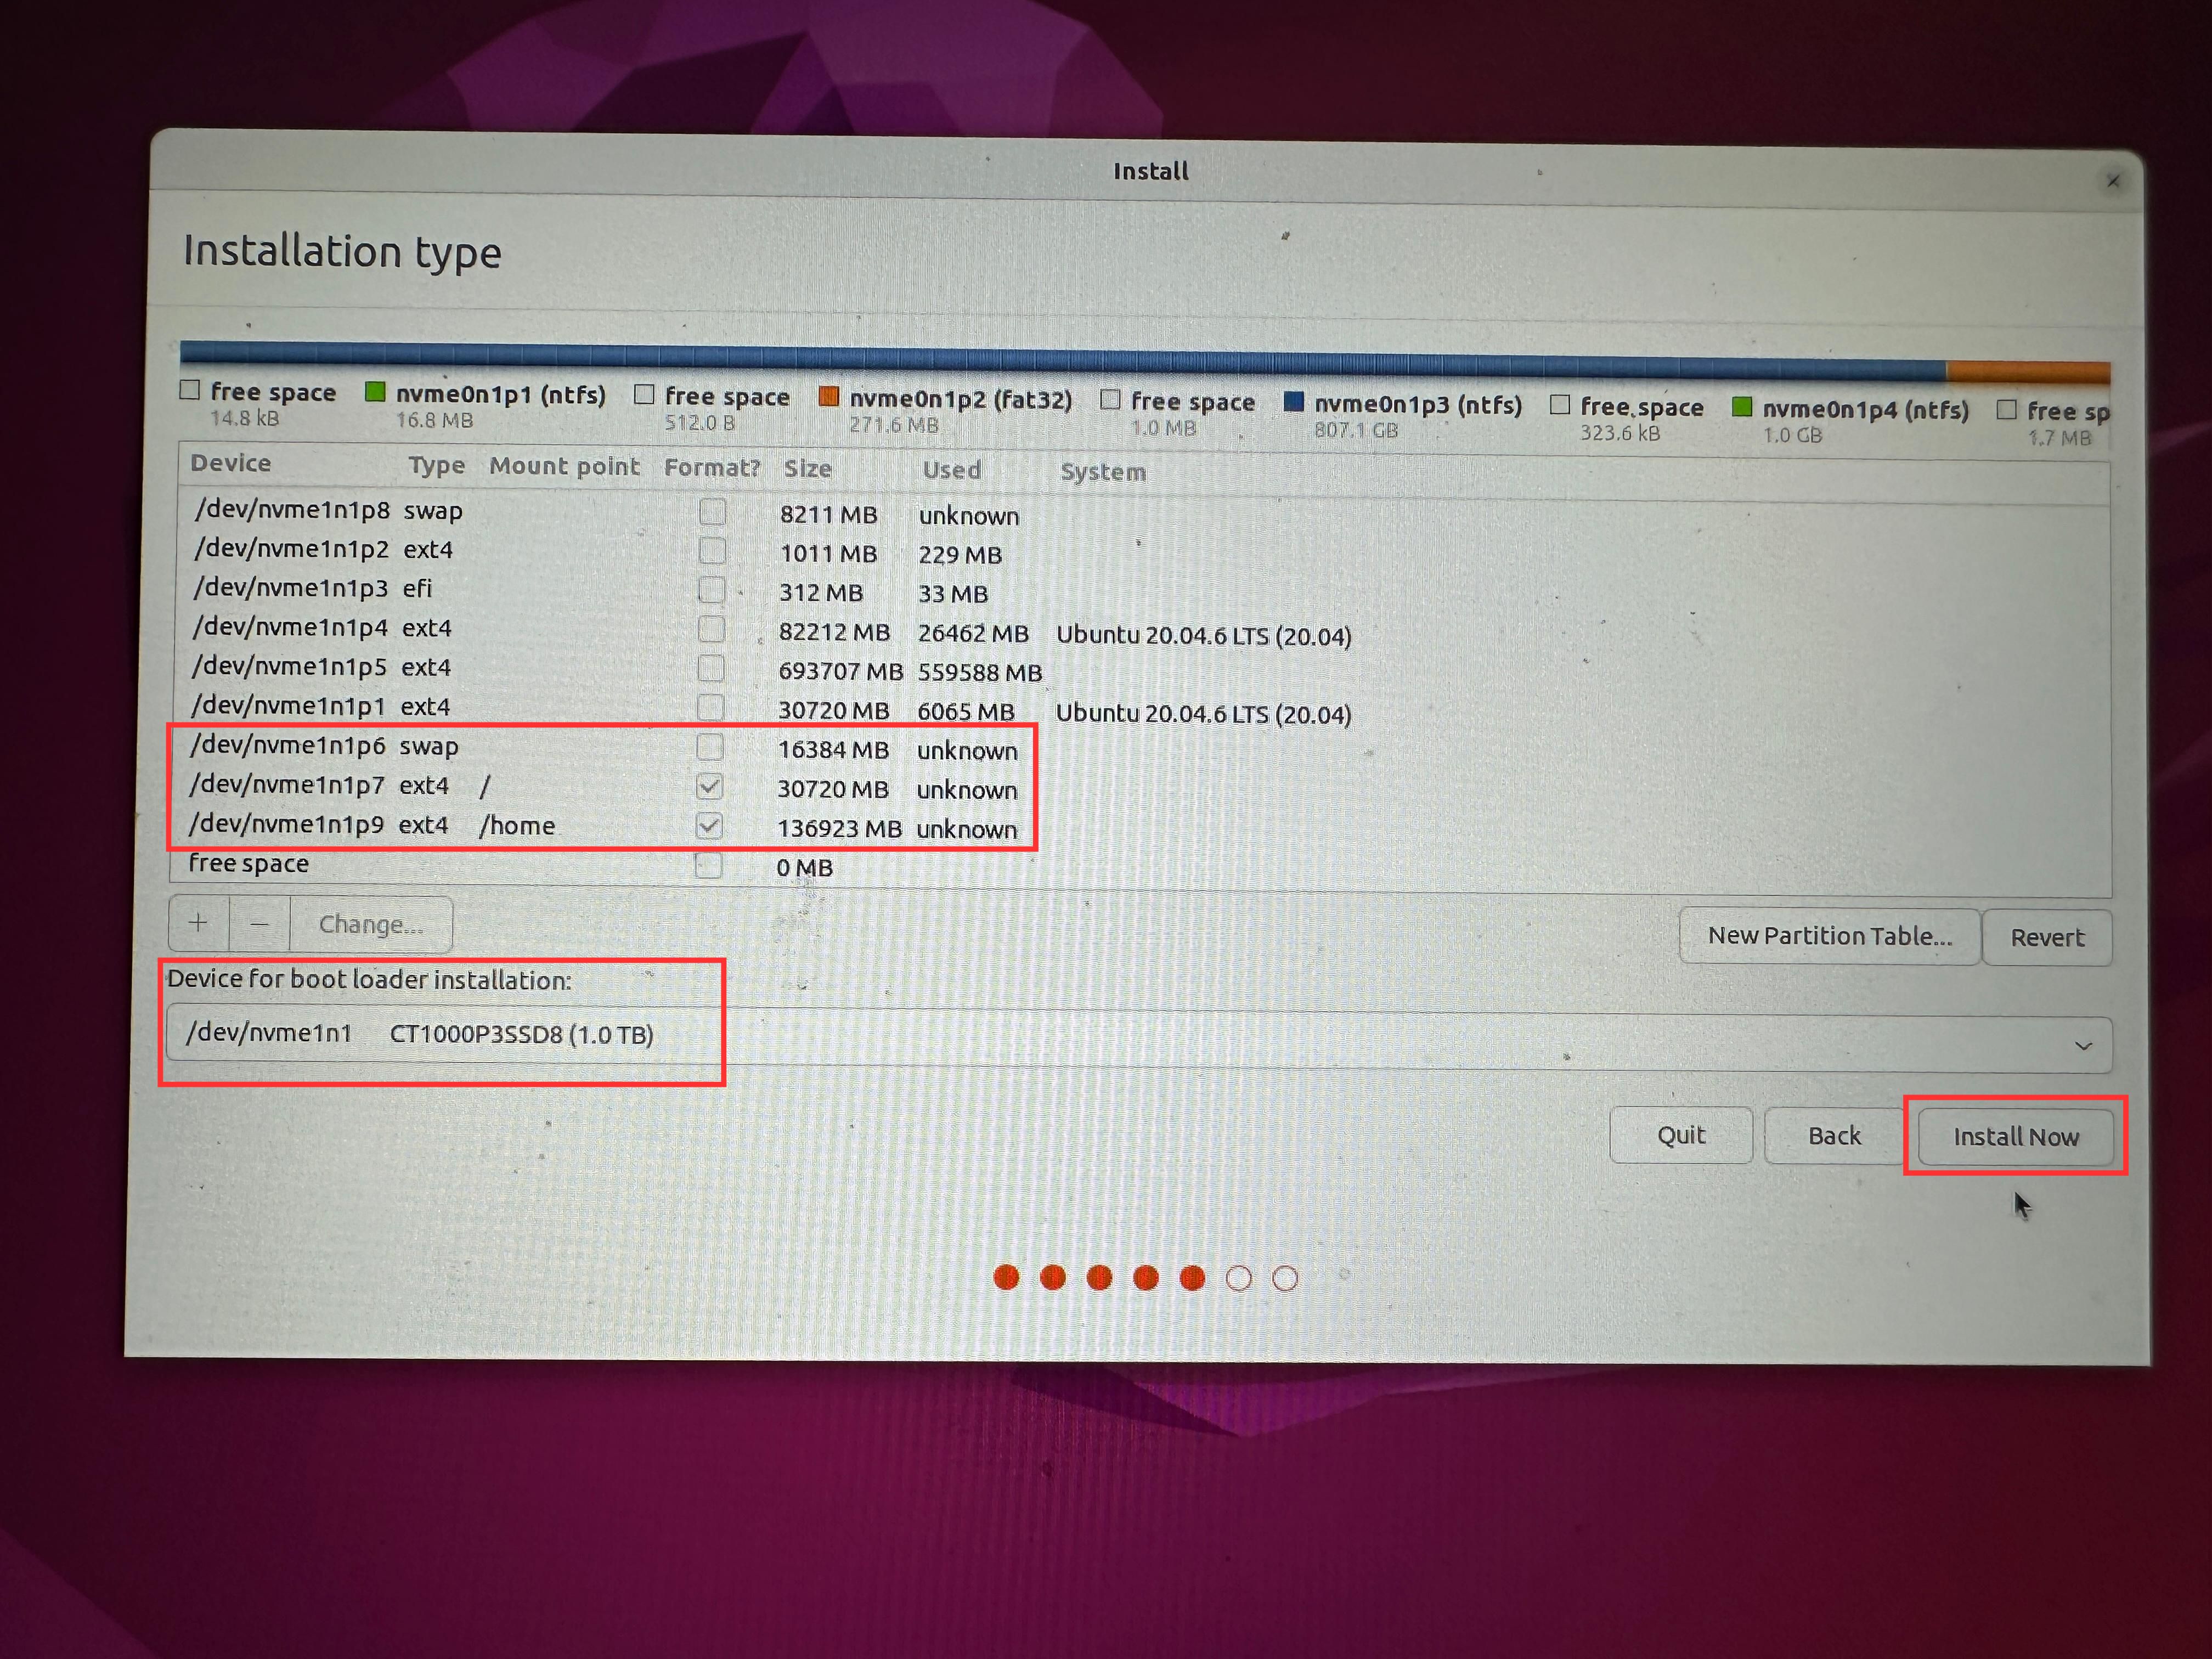 Install
Installation type
free space nvme0n1p1 (ntfs) free space nvme0n1p2 (fat32) free space nvme0n1p3 (ntfs) free space nvme0n1p4 (ntfs) free sp
14.8 kB 16.8 MB 512.0 B 271.6 MB 1.0 MB 807.1 GB 323.6 kB 1.0 GB 1.7 MB
Device Type Mount point Format? Size Used System
/dev/nvme1n1p8 swap 8211 MB unknown
/dev/nvme1n1p2 ext4 1011 MB 229 MB
/dev/nvme1n1p3 efi 312 MB 33 MB
/dev/nvme1n1p4 ext4 82212 MB 26462 MB Ubuntu 20.04.6 LTS (20.04)
/dev/nvme1n1p5 ext4 693707 MB 559588 MB
/dev/nvme1n1p1 ext4 30720 MB 6065 MB Ubuntu 20.04.6 LTS (20.04)
/dev/nvme1n1p6 swap 16384 MB unknown
/dev/nvme1n1p7 ext4 / 30720 MB unknown
/dev/nvme1n1p9 ext4 /home 136923 MB unknown
free space 0 MB
+ − Change... New Partition Table... Revert
Device for boot loader installation:
/dev/nvme1n1 CT1000P3SSD8 (1.0 TB)
Quit Back Install Now